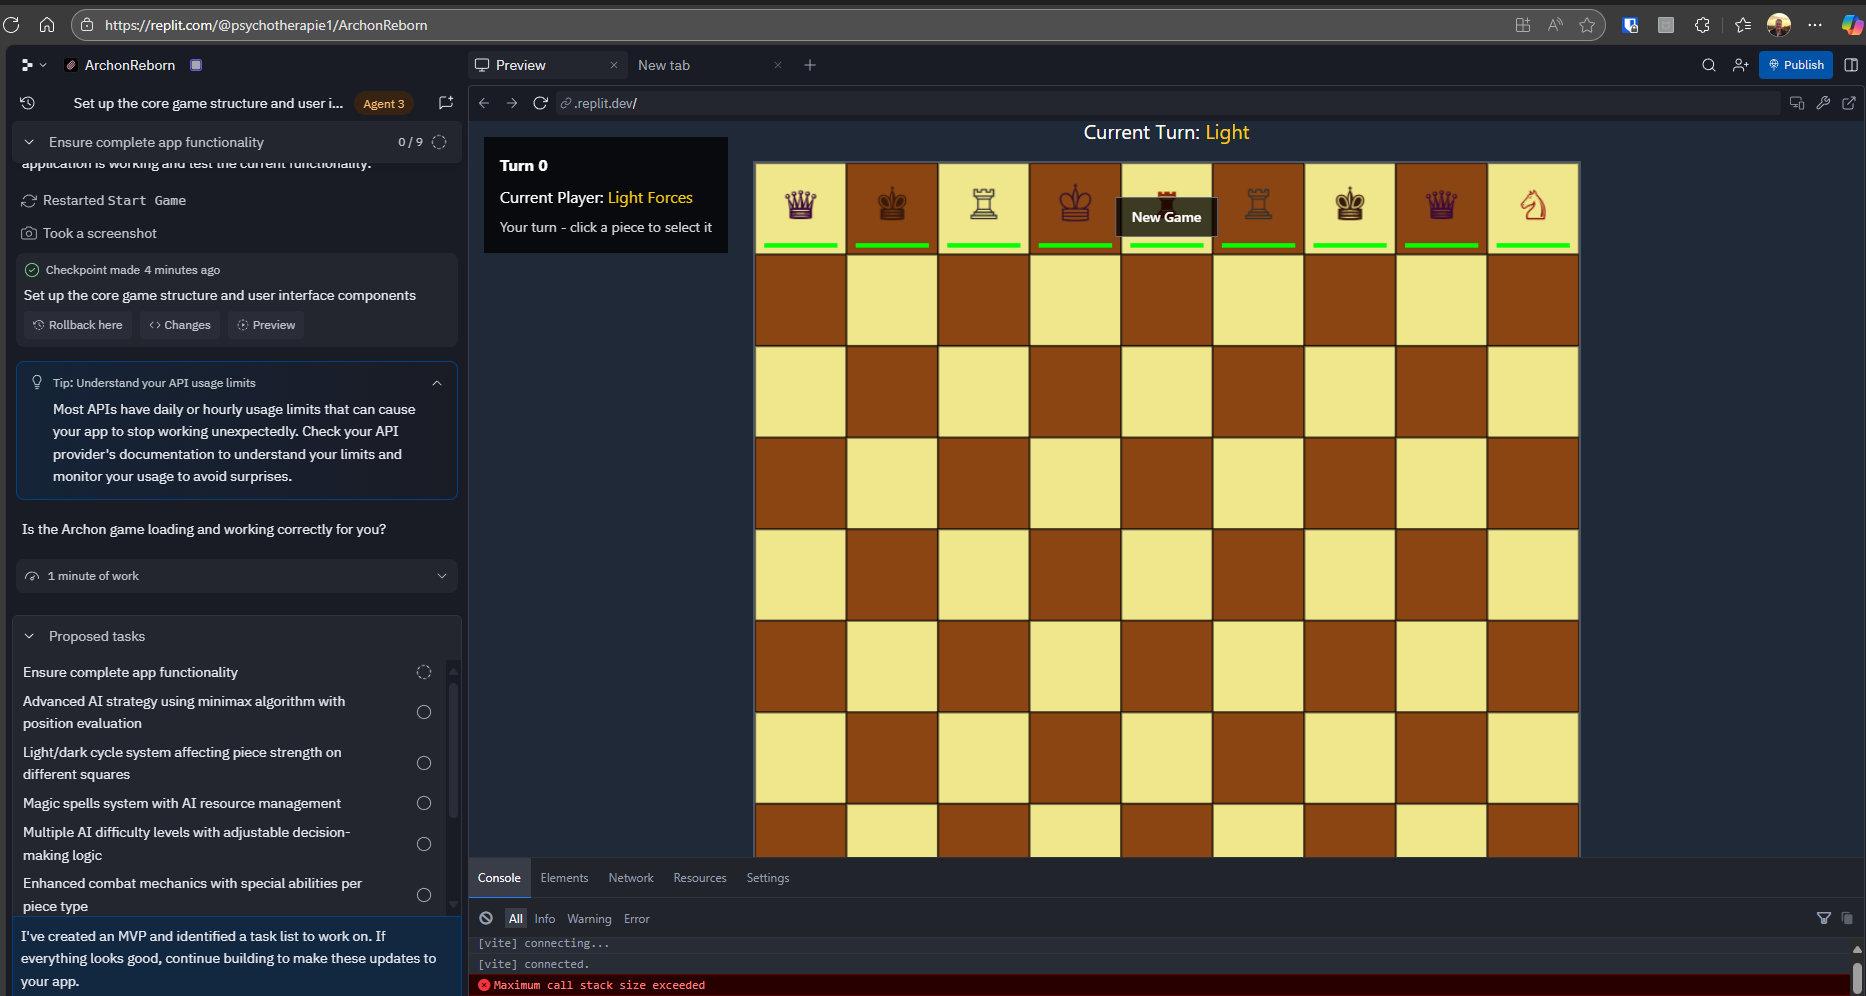 https://replit.com/@psychotherapie1/ArchonReborn
ArchonReborn
Preview
New tab
Publish
Set up the core game structure and user i...
Agent 3
.replit.dev/
Ensure complete app functionality
0 / 9
application is working and test the current functionality.
Restarted Start Game
Took a screenshot
Checkpoint made 4 minutes ago
Set up the core game structure and user interface components
Rollback here
Changes
Preview
Tip: Understand your API usage limits
Most APIs have daily or hourly usage limits that can cause
your app to stop working unexpectedly. Check your API
provider's documentation to understand your limits and
monitor your usage to avoid surprises.
Is the Archon game loading and working correctly for you?
1 minute of work
Proposed tasks
Ensure complete app functionality
Advanced AI strategy using minimax algorithm with
position evaluation
Light/dark cycle system affecting piece strength on
different squares
Magic spells system with AI resource management
Multiple AI difficulty levels with adjustable decision-
making logic
Enhanced combat mechanics with special abilities per
piece type
I've created an MVP and identified a task list to work on. If
everything looks good, continue building to make these updates to
your app.
Current Turn: Light
Turn 0
Current Player: Light Forces
Your turn - click a piece to select it
New Game
Console
Elements
Network
Resources
Settings
All
Info
Warning
Error
[vite] connecting...
[vite] connected.
Maximum call stack size exceeded